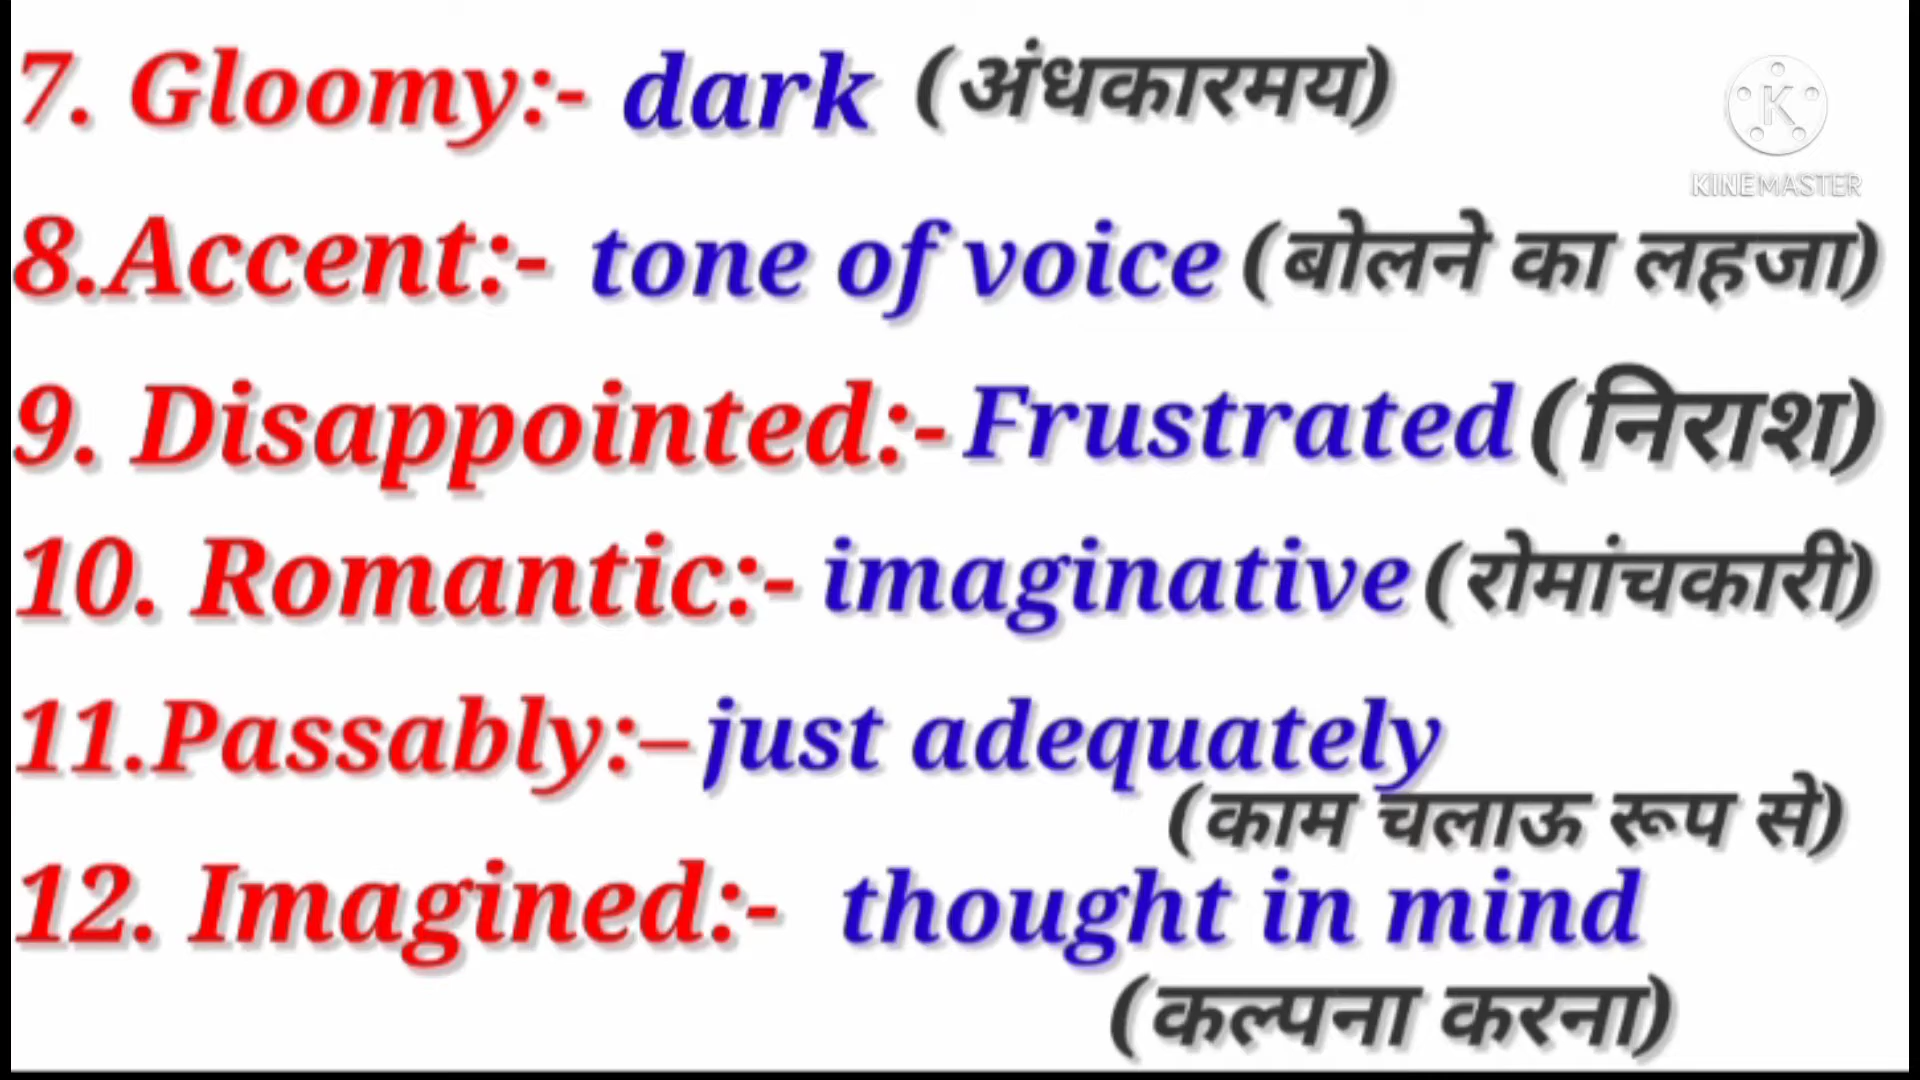 7. Gloomy:- dark (अंधकारमय)
K
KINEMASTER
8.Accent:- tone of voice (बोलने का लहजा)
9. Disappointed:- Frustrated (निराश)
10. Romantic:- imaginative (रोमांचकारी)
11.Passably:– just adequately
(काम चलाऊ रूप से)
12. Imagined:- thought in mind
(कल्पना करना)